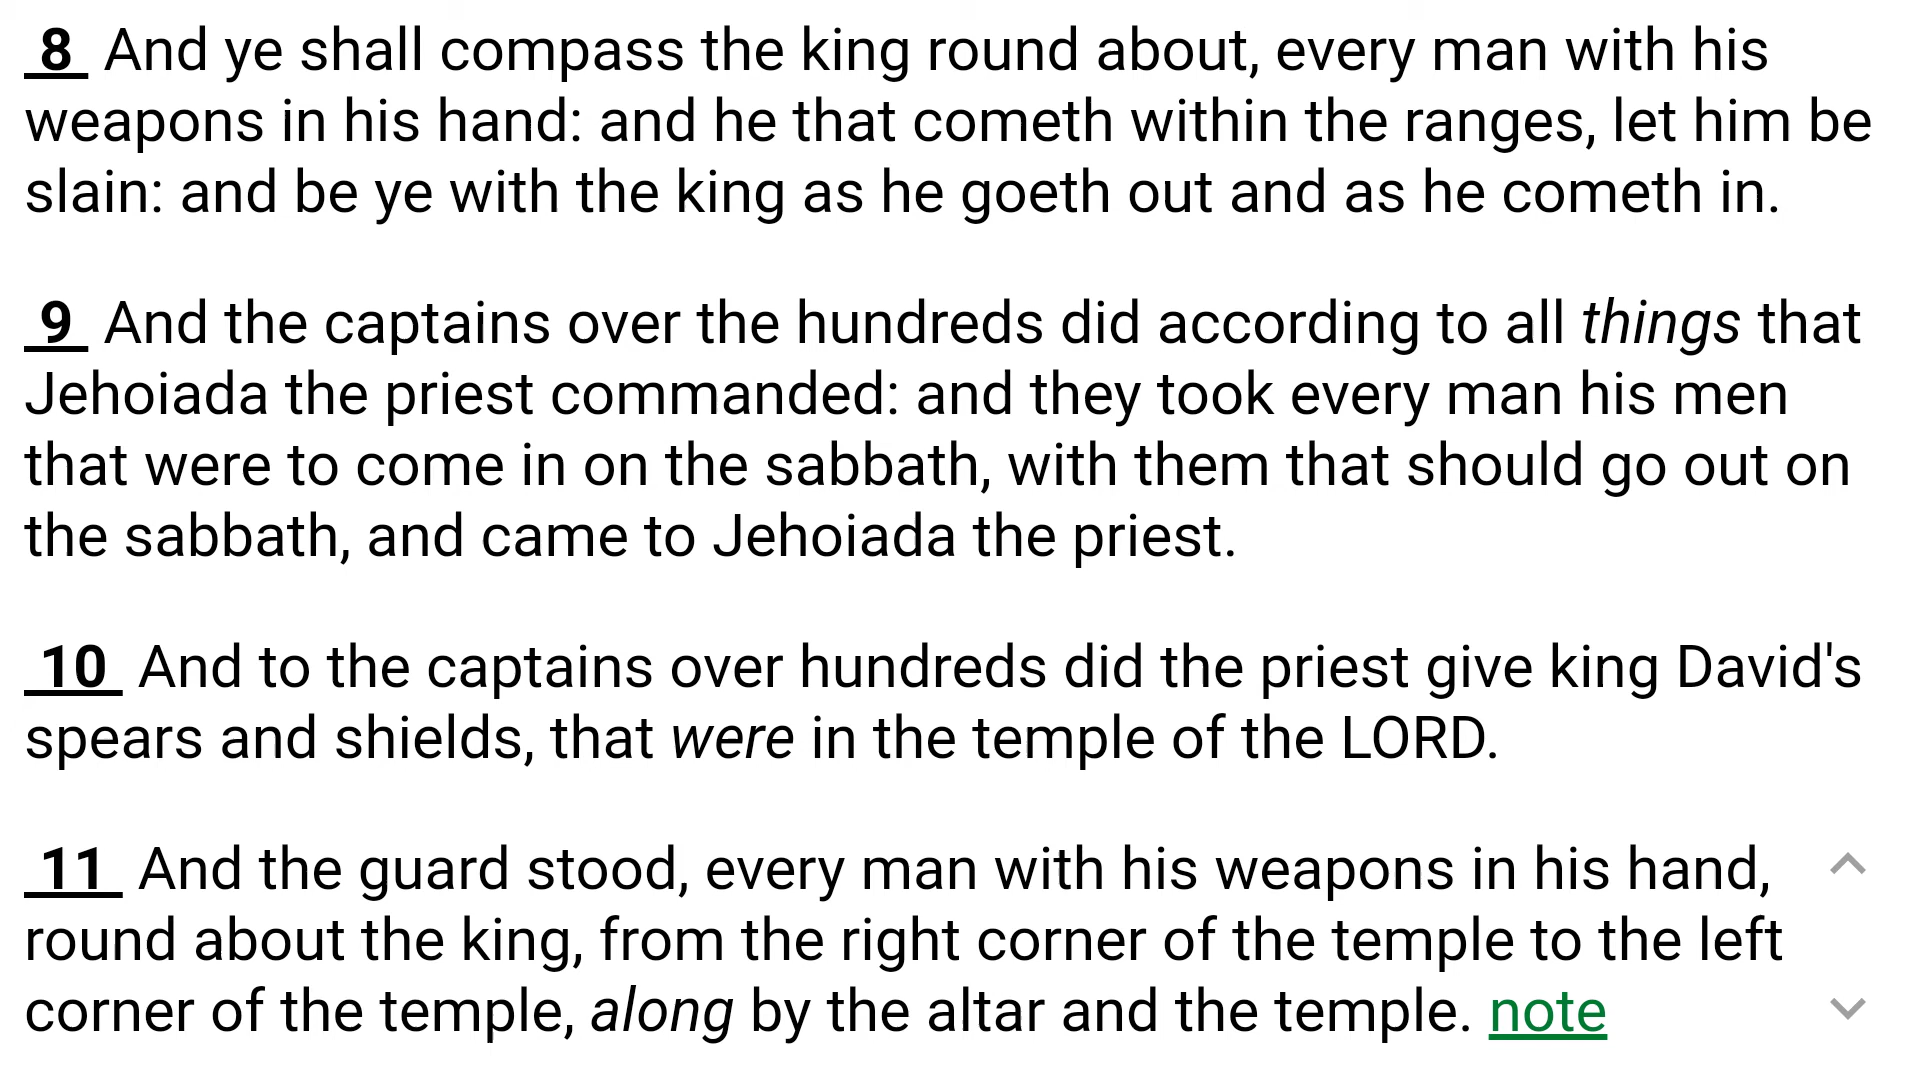 8 And ye shall compass the king round about, every man with his
weapons in his hand: and he that cometh within the ranges, let him be
slain: and be ye with the king as he goeth out and as he cometh in.
9 And the captains over the hundreds did according to all things that
Jehoiada the priest commanded: and they took every man his men
that were to come in on the sabbath, with them that should go out on
the sabbath, and came to Jehoiada the priest.
10 And to the captains over hundreds did the priest give king David's
spears and shields, that were in the temple of the LORD.
11 And the guard stood, every man with his weapons in his hand,
round about the king, from the right corner of the temple to the left
corner of the temple, along by the altar and the temple. note